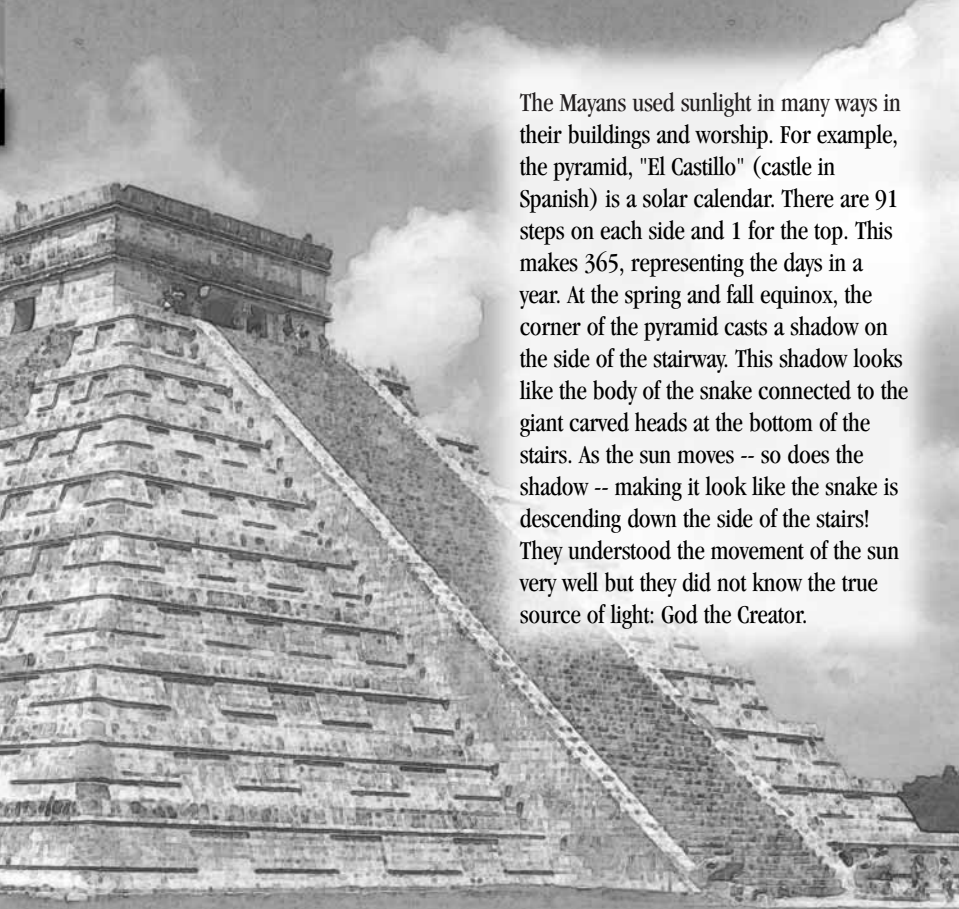 The Mayans used sunlight in many ways in
their buildings and worship. For example,
the pyramid, "El Castillo" (castle in
Spanish) is a solar calendar. There are 91
steps on each side and 1 for the top. This
makes 365, representing the days in a
year. At the spring and fall equinox, the
corner of the pyramid casts a shadow on
the side of the stairway. This shadow looks
like the body of the snake connected to the
giant carved heads at the bottom of the
stairs. As the sun moves -- so does the
shadow -- making it look like the snake is
descending down the side of the stairs!
They understood the movement of the sun
very well but they did not know the true
source of light: God the Creator.